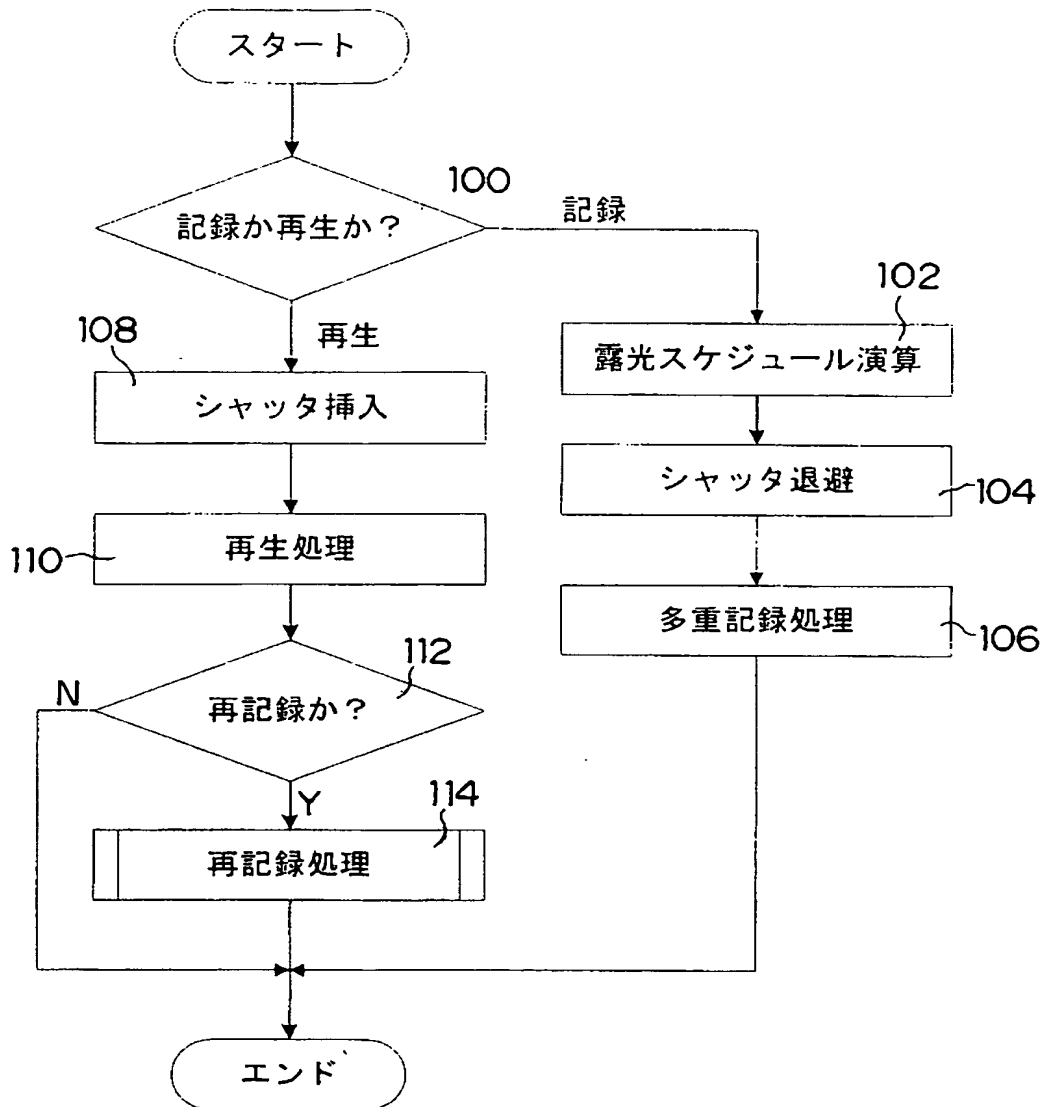 スタート
100
記録か再生か？
記録
102
露光スケジュール演算
108
再生
シャッタ挿入
シャッタ退避
104
110
再生処理
多重記録処理
106
112
N
再記録か？
Y
114
再記録処理
エンド